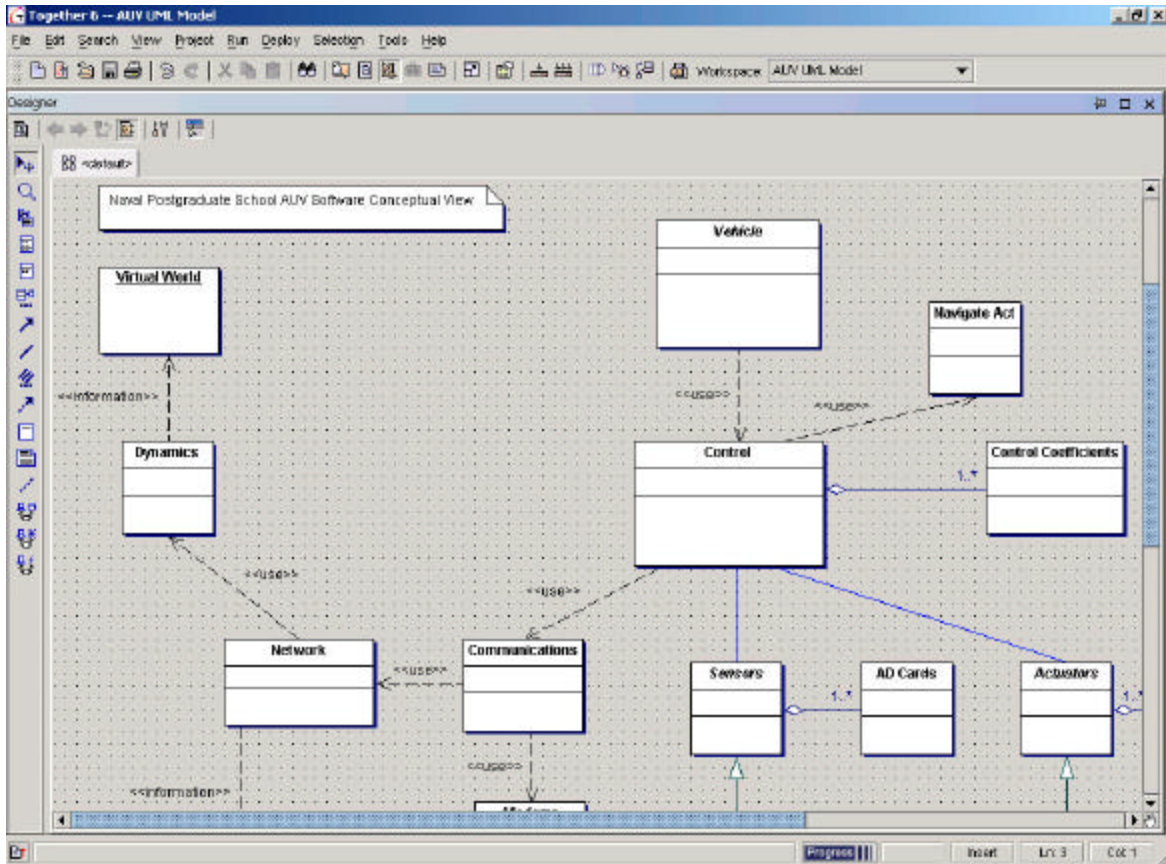 Together 6 -- AUV UML Model
File Edit Search View Project Run Deploy Selection Tools Help
Workspace: AUV UML Model
Designer
<default>
Naval Postgraduate School AUV Software Conceptual View
Vehicle
Virtual World
Navigate Act
<<information>>
<<use>>
<<use>>
Dynamics
Control
Control Coefficients
1..*
<<use>>
<<use>>
Network
Communications
<<use>>
Sensors
AD Cards
Actuators
1..*
1..*
<<use>>
<<information>>
Progress
Insert
Ln: 3
Col: 1